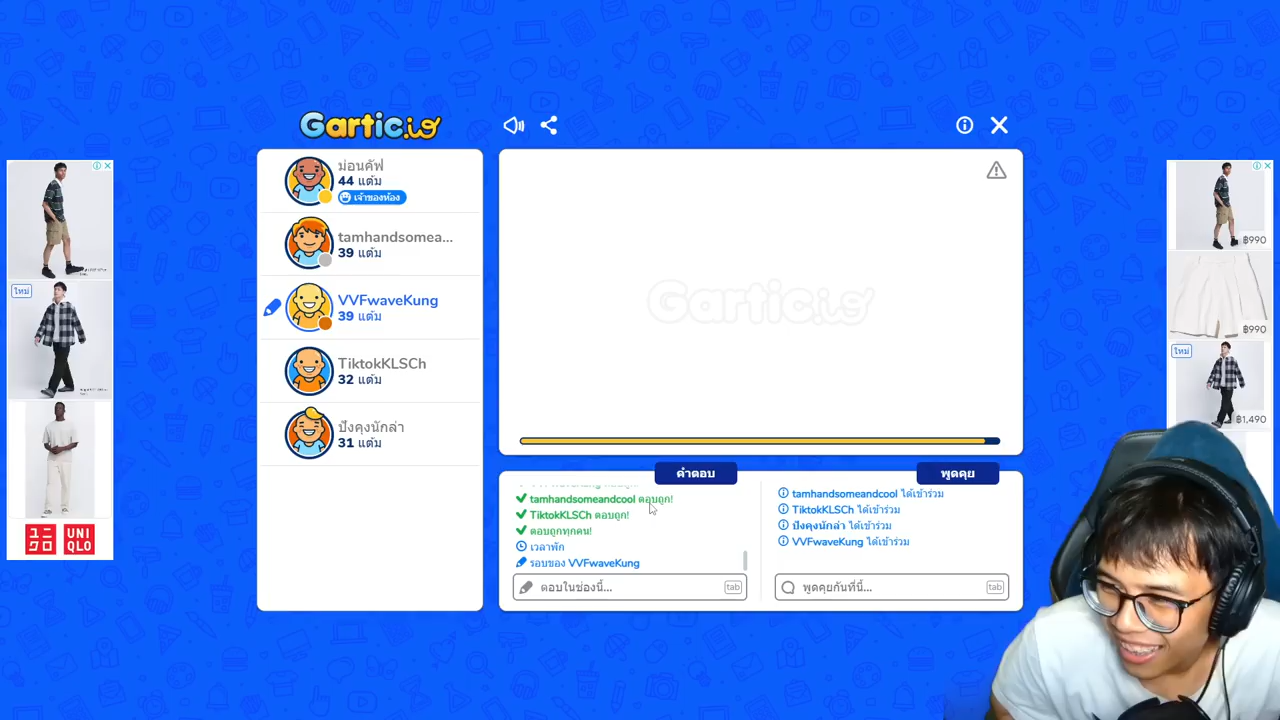 Gartic.io
ม่อนคัฟ
44 แต้ม
เจ้าของห้อง
tamhandsomea...
39 แต้ม
VVFwaveKung
39 แต้ม
TiktokKLSCh
32 แต้ม
ปังคุงนักล่า
31 แต้ม
Gartic.io
คำตอบ
tamhandsomeandcool ตอบถูก!
TiktokKLSCh ตอบถูก!
ตอบถูกทุกคน!
เวลาพัก
รอบของ VVFwaveKung
ตอบในช่องนี้...
tab
พูดคุย
tamhandsomeandcool ได้เข้าร่วม
TiktokKLSCh ได้เข้าร่วม
ปังคุงนักล่า ได้เข้าร่วม
VVFwaveKung ได้เข้าร่วม
พูดคุยกันที่นี่...
tab
ใหม่
ユニ
クロ
UNI
QLO
฿990
฿990
ใหม่
฿1,490